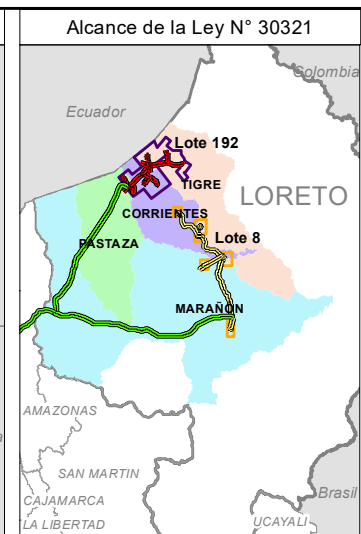 Alcance de la Ley N° 30321
Colombia
Ecuador
Lote 192
TIGRE
LORETO
CORRIENTES
Lote 8
PASTAZA
MARAÑON
AMAZONAS
SAN MARTIN
CAJAMARCA
Brasil
LA LIBERTAD
UCAYALI